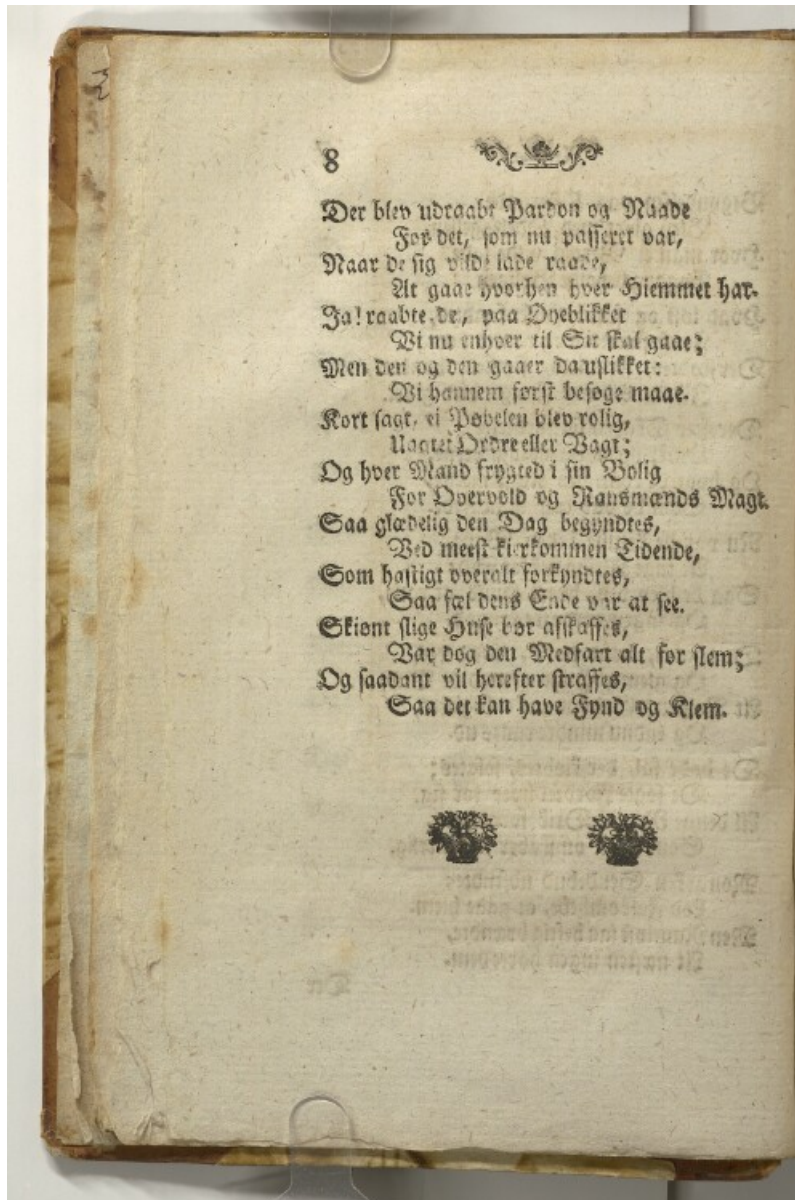 8
Der blev udraabt Pardon og Naade
For det, som nu passeret var,
Naar de sig vilde lade raade,
At gaae hvorhen hver Hiemmet har.
Ja! raabte de, paa Øyeblikket
Vi nu enhver til Sit skal gaae;
Men den og den gaaer da uslikket:
Vi hannem først besøge maae.
Kort sagt, ei Pøbelen blev rolig,
Uagtet Ordre eller Vagt;
Og hver Mand frygted i sin Bolig
For Overvold og Ransmænds Magt.
Saa glædelig den Dag begyndtes,
Ved meest kierkommen Tidende,
Som hastigt overalt forkyndtes,
Saa fæl dens Ende var at see.
Skiønt slige Huse bør afskaffes,
Var dog den Medfart alt for slem;
Og saadant vil herefter straffes,
Saa det kan have Fynd og Klem.